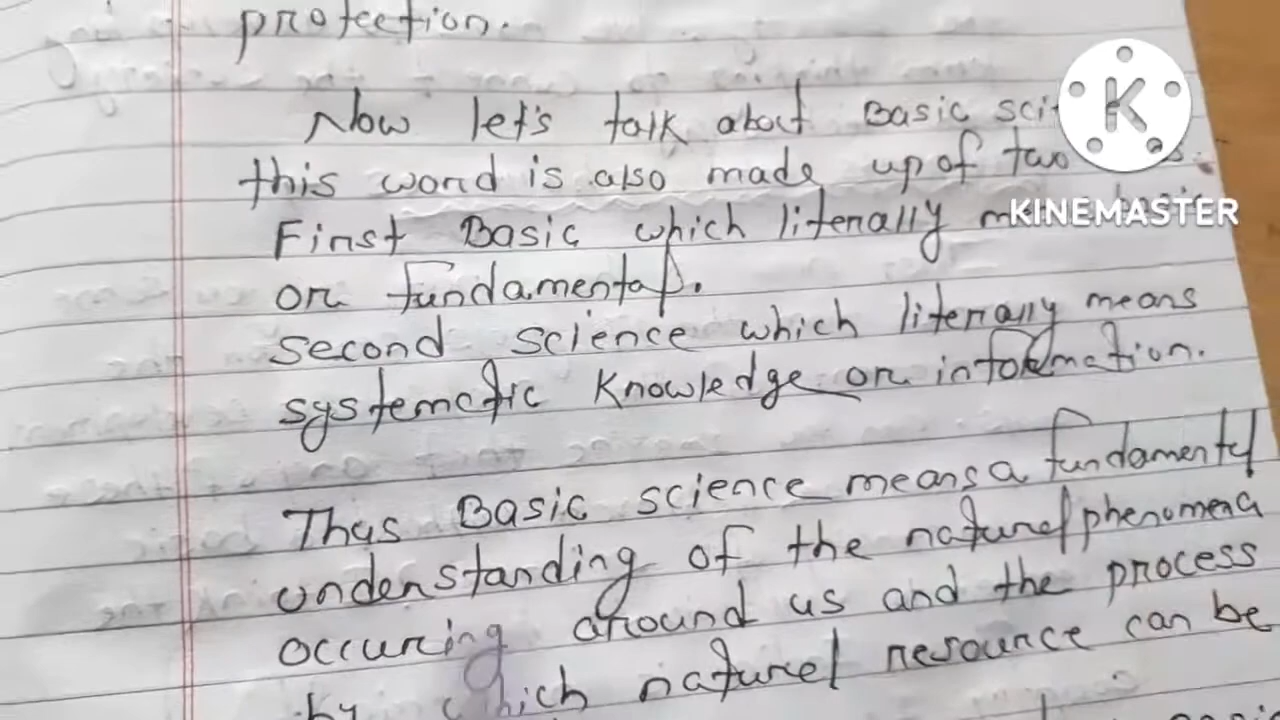 protection.
Now let's talk about Basic
this word is also made up of two
First Basic which literally
or fundamental.
second science which literally means
systematic Knowledge or information.
Thus Basic science means a fundamental
understanding of the natural phenomena
occuring around us and the process
by which natural resource can be
KINEMASTER